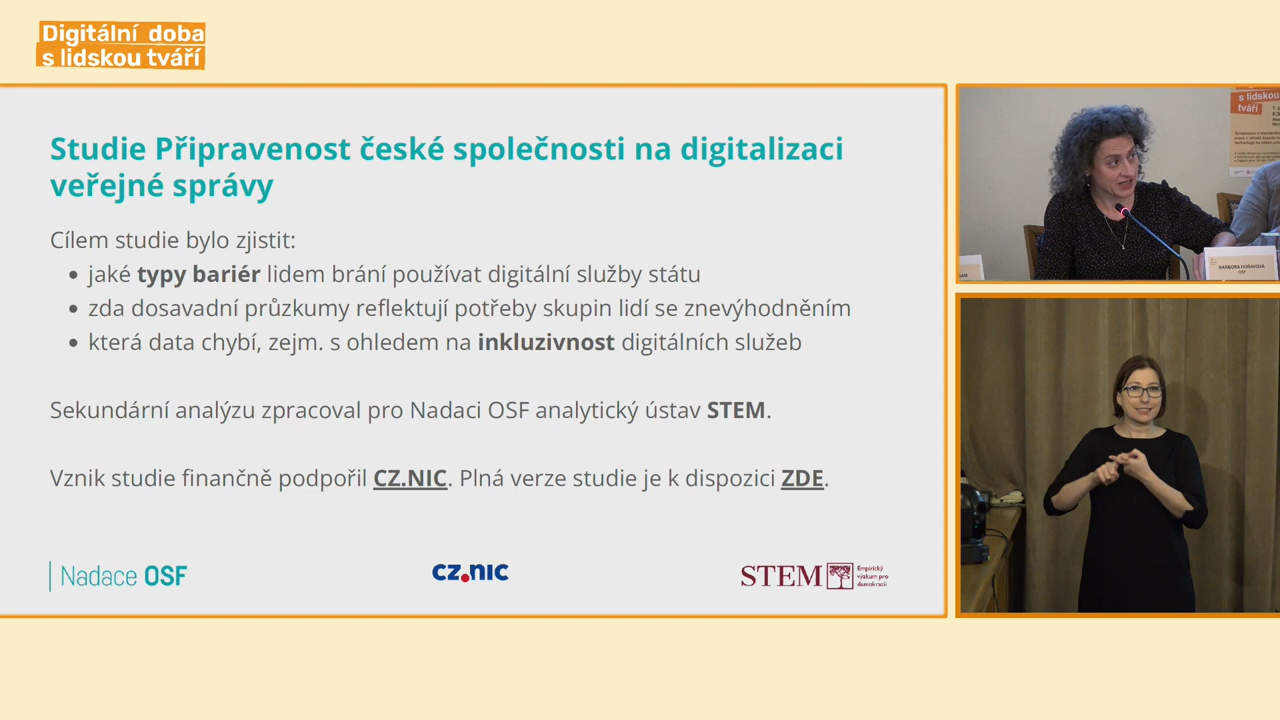 Digitální doba
s lidskou tváří
Studie Připravenost české společnosti na digitalizaci
veřejné správy
Cílem studie bylo zjistit:
• jaké typy bariér lidem brání používat digitální služby státu
• zda dosavadní průzkumy reflektují potřeby skupin lidí se znevýhodněním
• která data chybí, zejm. s ohledem na inkluzivnost digitálních služeb
Sekundární analýzu zpracoval pro Nadaci OSF analytický ústav STEM.
Vznik studie finančně podpořil CZ.NIC. Plná verze studie je k dispozici ZDE.
Nadace OSF
CZ.NIC
STEM
Empirický
výzkum pro
demokracii
s lidskou
tváří
BARBORA HOŘAVOVÁ
OSF